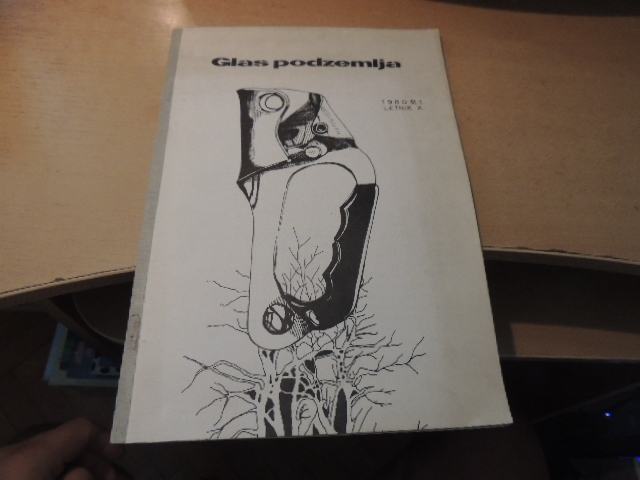 Glas podzemlja
1980 št. 1
LETNIK X